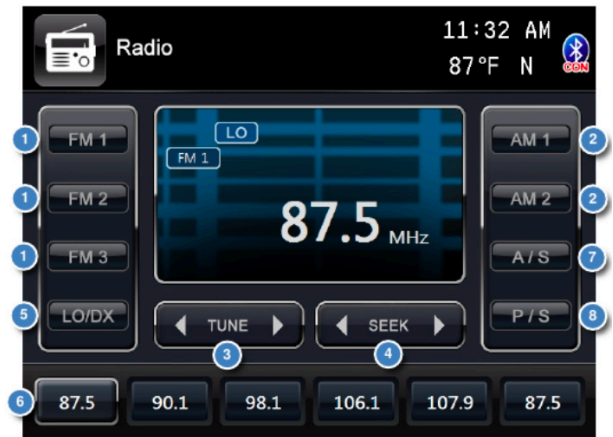 Radio
11:32 AM
87°F N
CON
1 FM 1
LO
AM 1 2
FM 1
1 FM 2
AM 2 2
87.5 MHz
1 FM 3
A / S 7
5 LO/DX
TUNE
SEEK
P / S 8
3
4
6 87.5 90.1 98.1 106.1 107.9 87.5